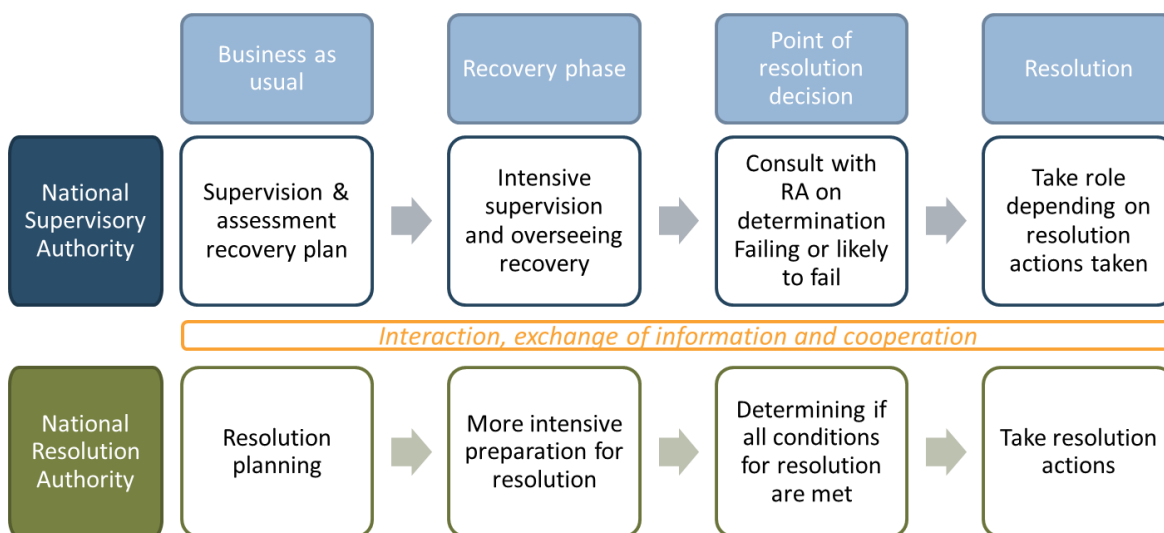 Business as
usual
Recovery phase
Point of
resolution
decision
Resolution
National
Supervisory
Authority
Supervision &
assessment
recovery plan
Intensive
supervision
and overseeing
recovery
Consult with
RA on
determination
Failing or likely
to fail
Take role
depending on
resolution
actions taken
Interaction, exchange of information and cooperation
National
Resolution
Authority
Resolution
planning
More intensive
preparation for
resolution
Determining if
all conditions
for resolution
are met
Take resolution
actions